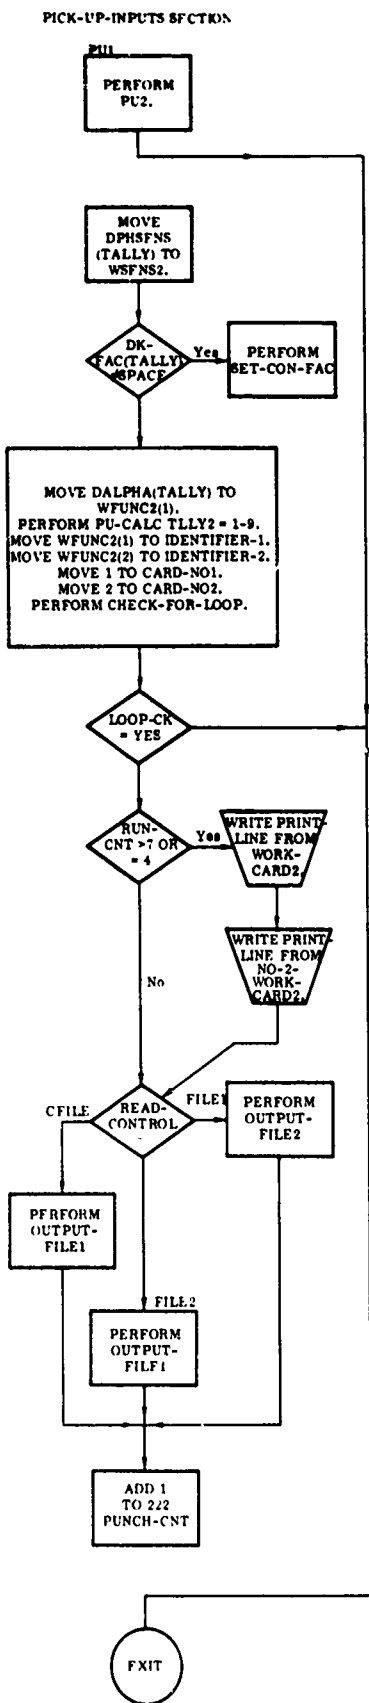 PICK-UP-INPUTS SECTION
PU1
PERFORM
PU2.
MOVE
DPHSFNS
(TALLY) TO
WSFNS2.
DK-
FAC(TALLY)
≠SPACE
Yes
PERFORM
SET-CON-FAC
MOVE DALPHA(TALLY) TO
WFUNC2(1).
PERFORM PU-CALC TLLY2 = 1-9.
MOVE WFUNC2(1) TO IDENTIFIER-1.
MOVE WFUNC2(2) TO IDENTIFIER-2.
MOVE 1 TO CARD-NO1.
MOVE 2 TO CARD-NO2.
PERFORM CHECK-FOR-LOOP.
LOOP-CK
= YES
RUN-
CNT >7 OR
= 4
Yes
WRITE PRINT-
LINE FROM
WORK-
CARD2.
WRITE PRINT-
LINE FROM
NO-2-
WORK-
CARD2.
No
CFILE
READ-
CONTROL
FILE1
PERFORM
OUTPUT-
FILE2
PERFORM
OUTPUT-
FILE1
FILE2
PERFORM
OUTPUT-
FILE1
ADD 1
TO 222
PUNCH-CNT
EXIT